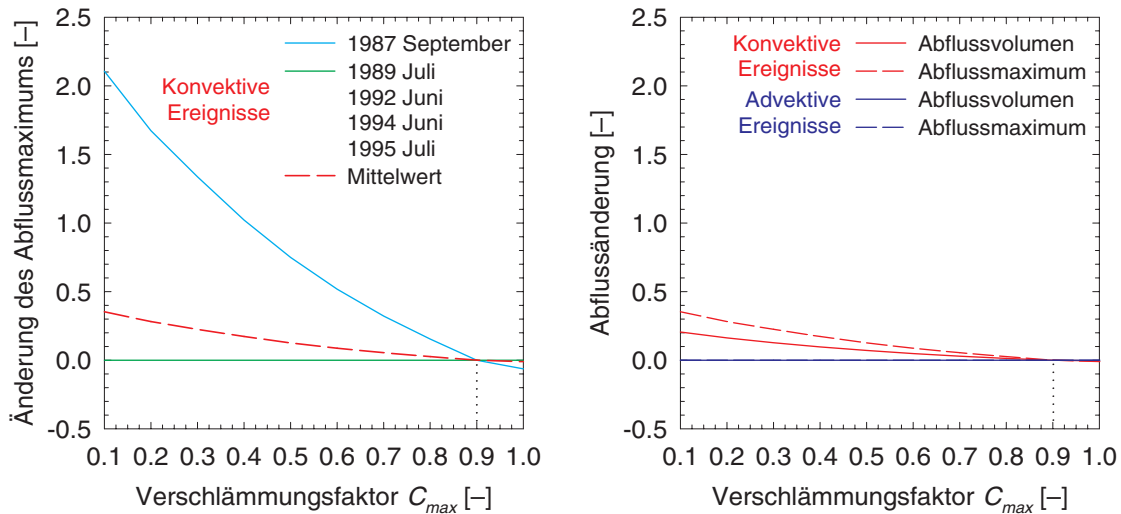 Änderung des Abflussmaximums [–]
2.5
2.0
1.5
1.0
0.5
0.0
-0.5
Konvektive
Ereignisse
1987 September
1989 Juli
1992 Juni
1994 Juni
1995 Juli
Mittelwert
0.1 0.2 0.3 0.4 0.5 0.6 0.7 0.8 0.9 1.0
Verschlämmungsfaktor Cmax [–]
Abflussänderung [–]
2.5
2.0
1.5
1.0
0.5
0.0
-0.5
Konvektive Abflussvolumen
Ereignisse Abflussmaximum
Advektive Abflussvolumen
Ereignisse Abflussmaximum
0.1 0.2 0.3 0.4 0.5 0.6 0.7 0.8 0.9 1.0
Verschlämmungsfaktor Cmax [–]